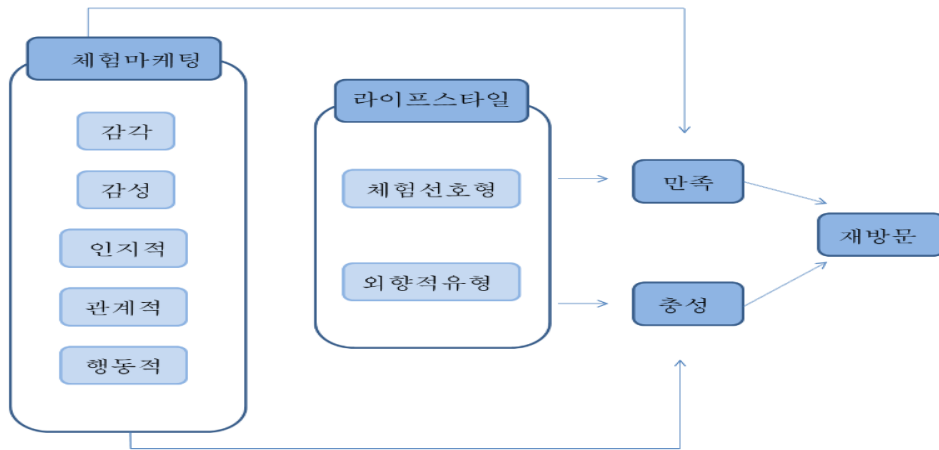 체험마케팅
감각
감성
인지적
관계적
행동적
라이프스타일
체험선호형
외향적유형
만족
충성
재방문